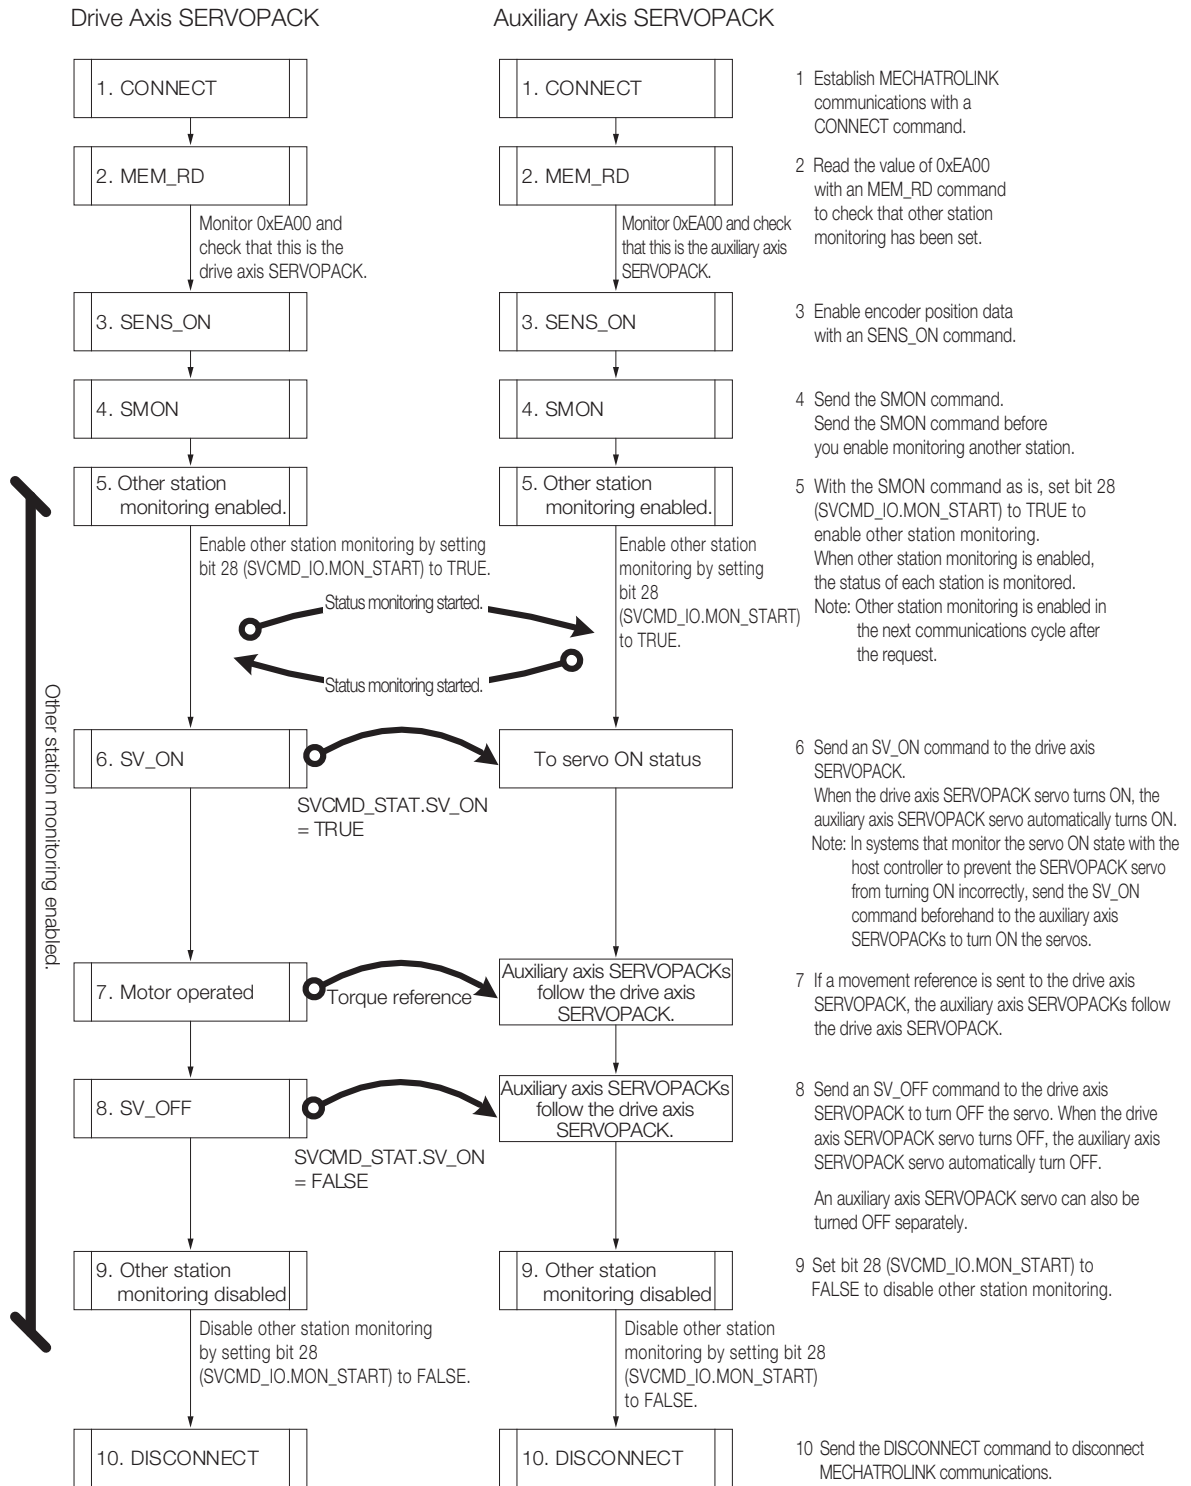 Drive Axis SERVOPACK
Auxiliary Axis SERVOPACK
1. CONNECT
1. CONNECT
1 Establish MECHATROLINK
communications with a
CONNECT command.
2. MEM_RD
2. MEM_RD
2 Read the value of 0xEA00
with an MEM_RD command
to check that other station
monitoring has been set.
Monitor 0xEA00 and
check that this is the
drive axis SERVOPACK.
Monitor 0xEA00 and check
that this is the auxiliary axis
SERVOPACK.
3. SENS_ON
3. SENS_ON
3 Enable encoder position data
with an SENS_ON command.
4. SMON
4. SMON
4 Send the SMON command.
Send the SMON command before
you enable monitoring another station.
5. Other station
monitoring enabled.
5. Other station
monitoring enabled.
5 With the SMON command as is, set bit 28
(SVCMD_IO.MON_START) to TRUE to
enable other station monitoring.
When other station monitoring is enabled,
the status of each station is monitored.
Note: Other station monitoring is enabled in
the next communications cycle after
the request.
Enable other station monitoring by setting
bit 28 (SVCMD_IO.MON_START) to TRUE.
Enable other station
monitoring by setting
bit 28
(SVCMD_IO.MON_START)
to TRUE.
Status monitoring started.
Status monitoring started.
Other station monitoring enabled.
6. SV_ON
To servo ON status
SVCMD_STAT.SV_ON
= TRUE
6 Send an SV_ON command to the drive axis
SERVOPACK.
When the drive axis SERVOPACK servo turns ON, the
auxiliary axis SERVOPACK servo automatically turns ON.
Note: In systems that monitor the servo ON state with the
host controller to prevent the SERVOPACK servo
from turning ON incorrectly, send the SV_ON
command beforehand to the auxiliary axis
SERVOPACKs to turn ON the servos.
7. Motor operated
Torque reference
Auxiliary axis SERVOPACKs
follow the drive axis
SERVOPACK.
7 If a movement reference is sent to the drive axis
SERVOPACK, the auxiliary axis SERVOPACKs follow
the drive axis SERVOPACK.
8. SV_OFF
Auxiliary axis SERVOPACKs
follow the drive axis
SERVOPACK.
SVCMD_STAT.SV_ON
= FALSE
8 Send an SV_OFF command to the drive axis
SERVOPACK to turn OFF the servo. When the drive
axis SERVOPACK servo turns OFF, the auxiliary axis
SERVOPACK servo automatically turn OFF.
An auxiliary axis SERVOPACK servo can also be
turned OFF separately.
9. Other station
monitoring disabled
9. Other station
monitoring disabled
9 Set bit 28 (SVCMD_IO.MON_START) to
FALSE to disable other station monitoring.
Disable other station monitoring
by setting bit 28
(SVCMD_IO.MON_START) to FALSE.
Disable other station
monitoring by setting bit 28
(SVCMD_IO.MON_START)
to FALSE.
10. DISCONNECT
10. DISCONNECT
10 Send the DISCONNECT command to disconnect
MECHATROLINK communications.